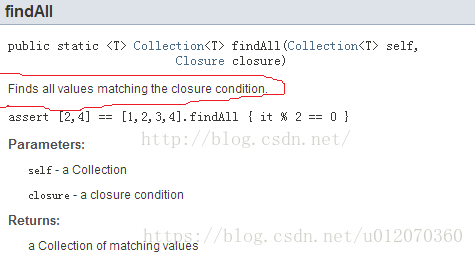 findAll
public static <T> Collection<T> findAll(Collection<T> self,
Closure closure)
Finds all values matching the closure condition.
assert [2,4] == [1,2,3,4].findAll { it % 2 == 0 }
http://blog.csdn.net/
Parameters:
self - a Collection
closure - a closure condition
Returns:
https://blog.csdn.net/u012070360
a Collection of matching values